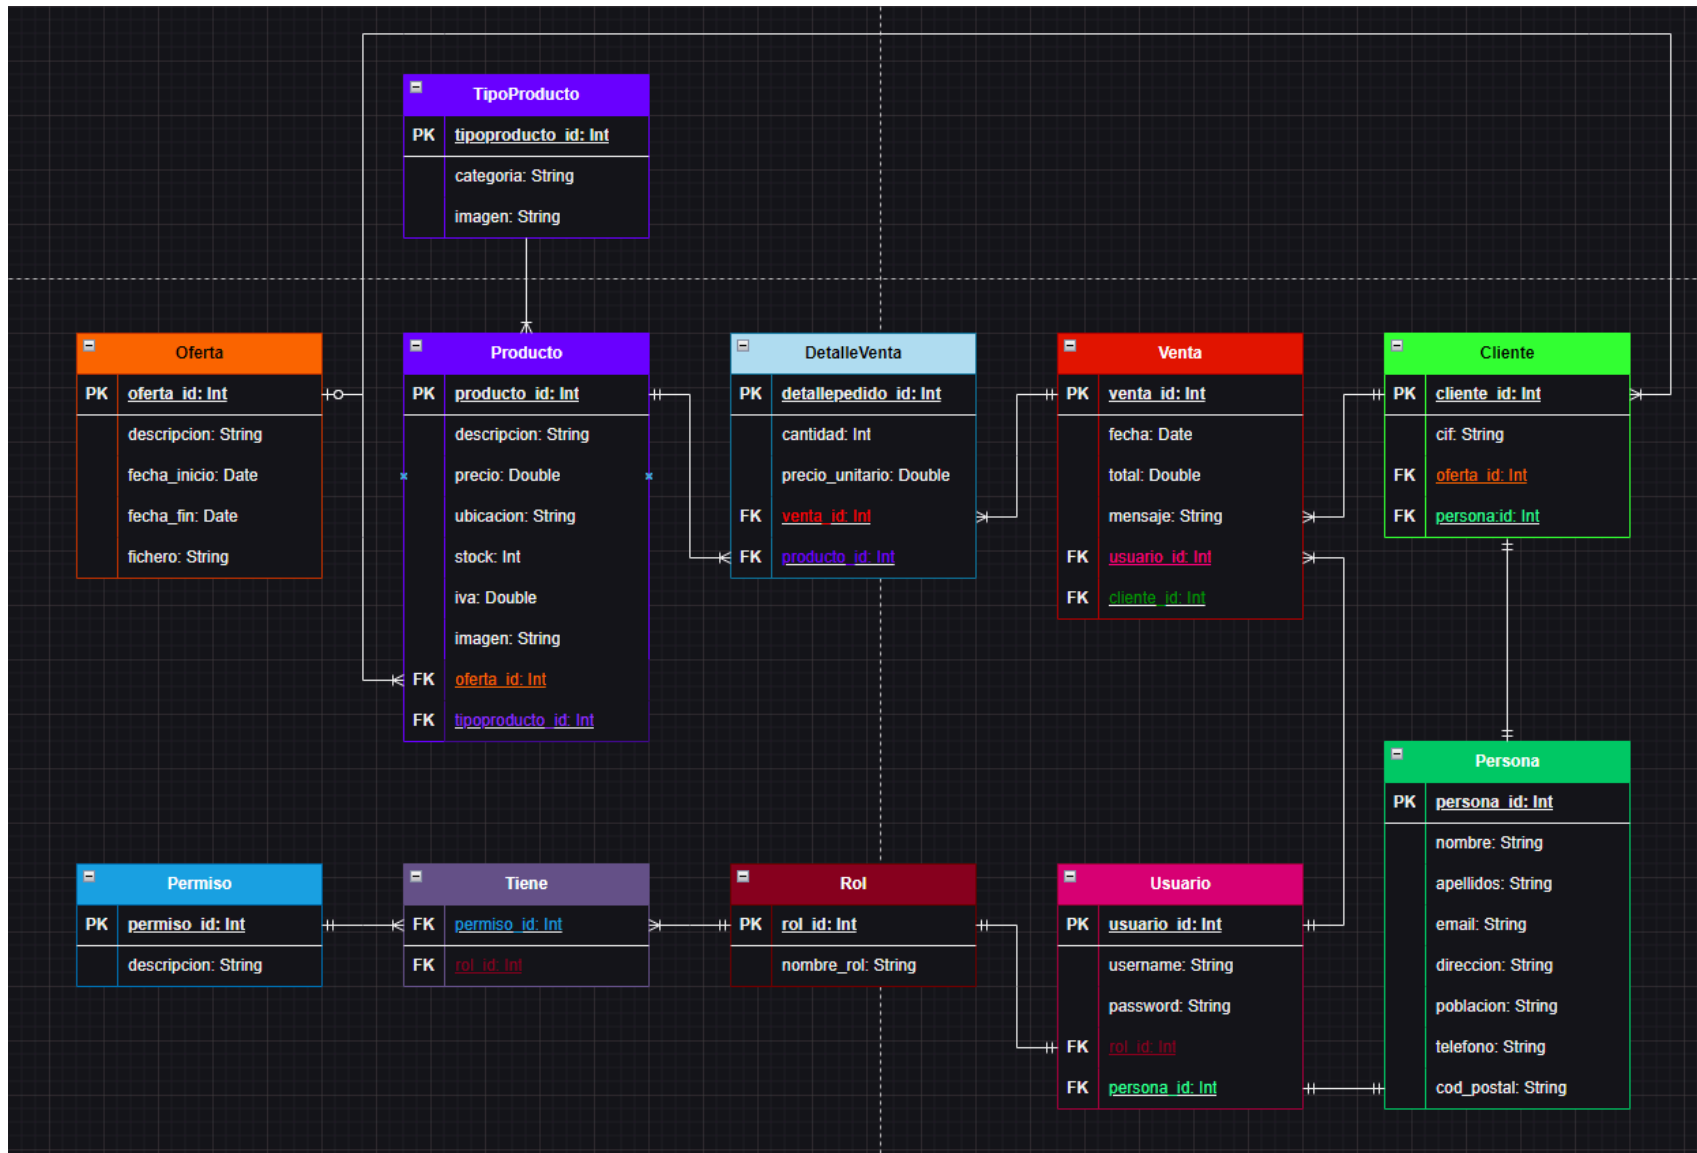 TipoProducto
PK tipoproducto_id: Int
categoria: String
imagen: String
Oferta
PK oferta_id: Int
descripcion: String
fecha_inicio: Date
fecha_fin: Date
fichero: String
Producto
PK producto_id: Int
descripcion: String
precio: Double
ubicacion: String
stock: Int
iva: Double
imagen: String
FK oferta_id: Int
FK tipoproducto_id: Int
DetalleVenta
PK detallepedido_id: Int
cantidad: Int
precio_unitario: Double
FK venta_id: Int
FK producto_id: Int
Venta
PK venta_id: Int
fecha: Date
total: Double
mensaje: String
FK usuario_id: Int
FK cliente_id: Int
Cliente
PK cliente_id: Int
cif: String
FK oferta_id: Int
FK persona:id: Int
Permiso
PK permiso_id: Int
descripcion: String
Tiene
FK permiso_id: Int
FK rol_id: Int
Rol
PK rol_id: Int
nombre_rol: String
Usuario
PK usuario_id: Int
username: String
password: String
FK rol_id: Int
FK persona_id: Int
Persona
PK persona_id: Int
nombre: String
apellidos: String
email: String
direccion: String
poblacion: String
telefono: String
cod_postal: String